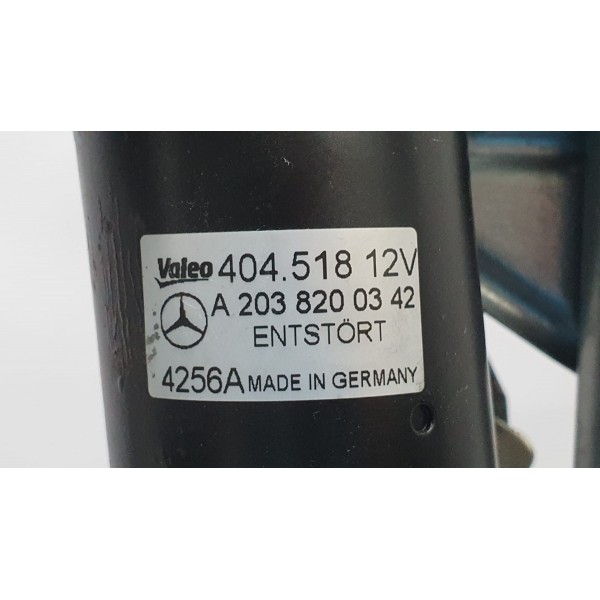 Valeo 404.518 12V
A 203 820 03 42
ENTSTÖRT
4256A MADE IN GERMANY